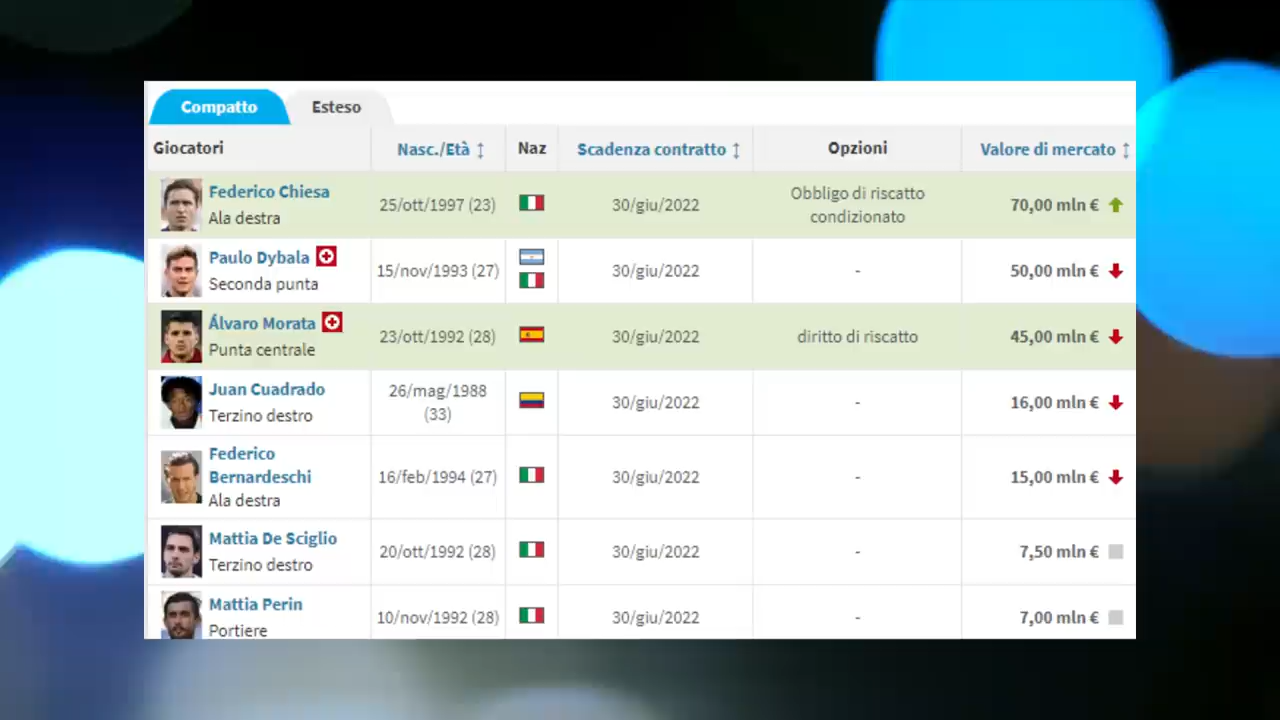 Compatto Esteso
Giocatori Nasc./Età Naz Scadenza contratto Opzioni Valore di mercato
Federico Chiesa
Ala destra
25/ott/1997 (23)
30/giu/2022
Obbligo di riscatto
condizionato
70,00 mln €
Paulo Dybala
Seconda punta
15/nov/1993 (27)
30/giu/2022
-
50,00 mln €
Álvaro Morata
Punta centrale
23/ott/1992 (28)
30/giu/2022
diritto di riscatto
45,00 mln €
Juan Cuadrado
Terzino destro
26/mag/1988
(33)
30/giu/2022
-
16,00 mln €
Federico
Bernardeschi
Ala destra
16/feb/1994 (27)
30/giu/2022
-
15,00 mln €
Mattia De Sciglio
Terzino destro
20/ott/1992 (28)
30/giu/2022
-
7,50 mln €
Mattia Perin
Portiere
10/nov/1992 (28)
30/giu/2022
-
7,00 mln €